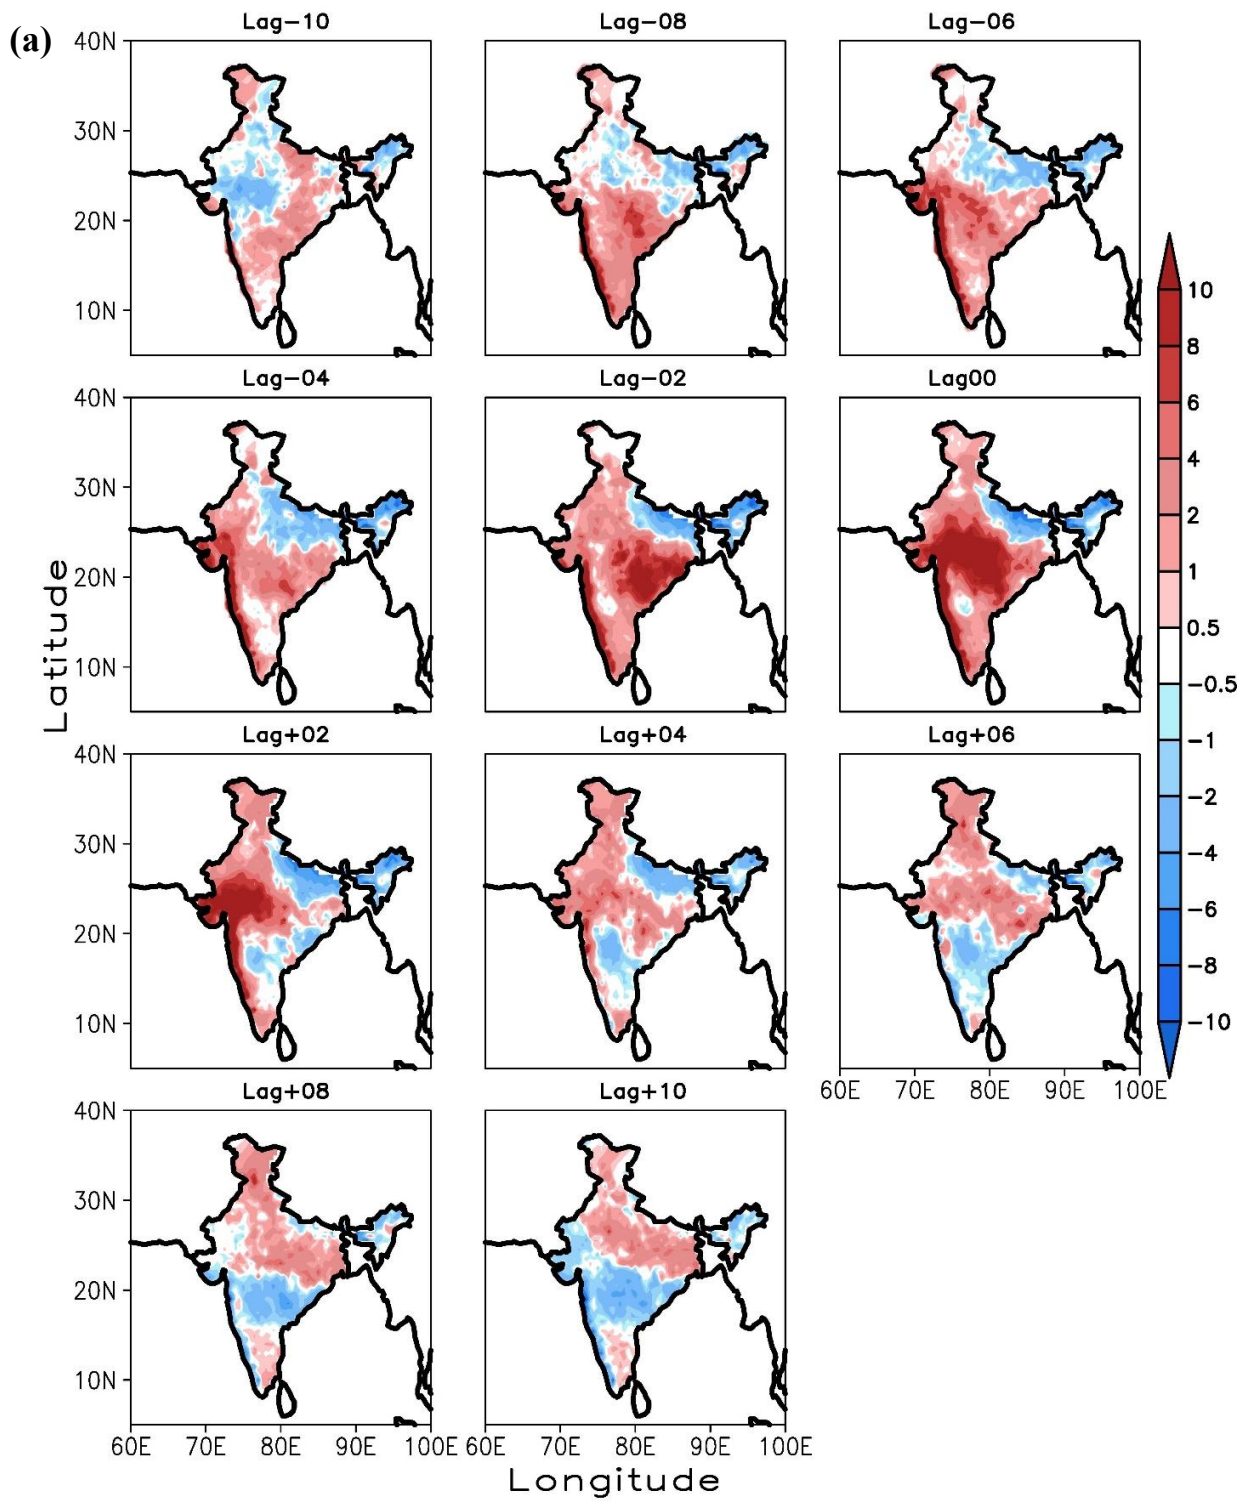 (a)
Lag-10 Lag-08 Lag-06
40N
30N
20N
10N
Lag-04 Lag-02 Lag00
40N
30N
20N
10N
Lag+02 Lag+04 Lag+06
40N
30N
20N
10N
60E 70E 80E 90E 100E
Lag+08 Lag+10
40N
30N
20N
10N
60E 70E 80E 90E 100E 60E 70E 80E 90E 100E
Latitude
Longitude
10
8
6
4
2
1
0.5
-0.5
-1
-2
-4
-6
-8
-10